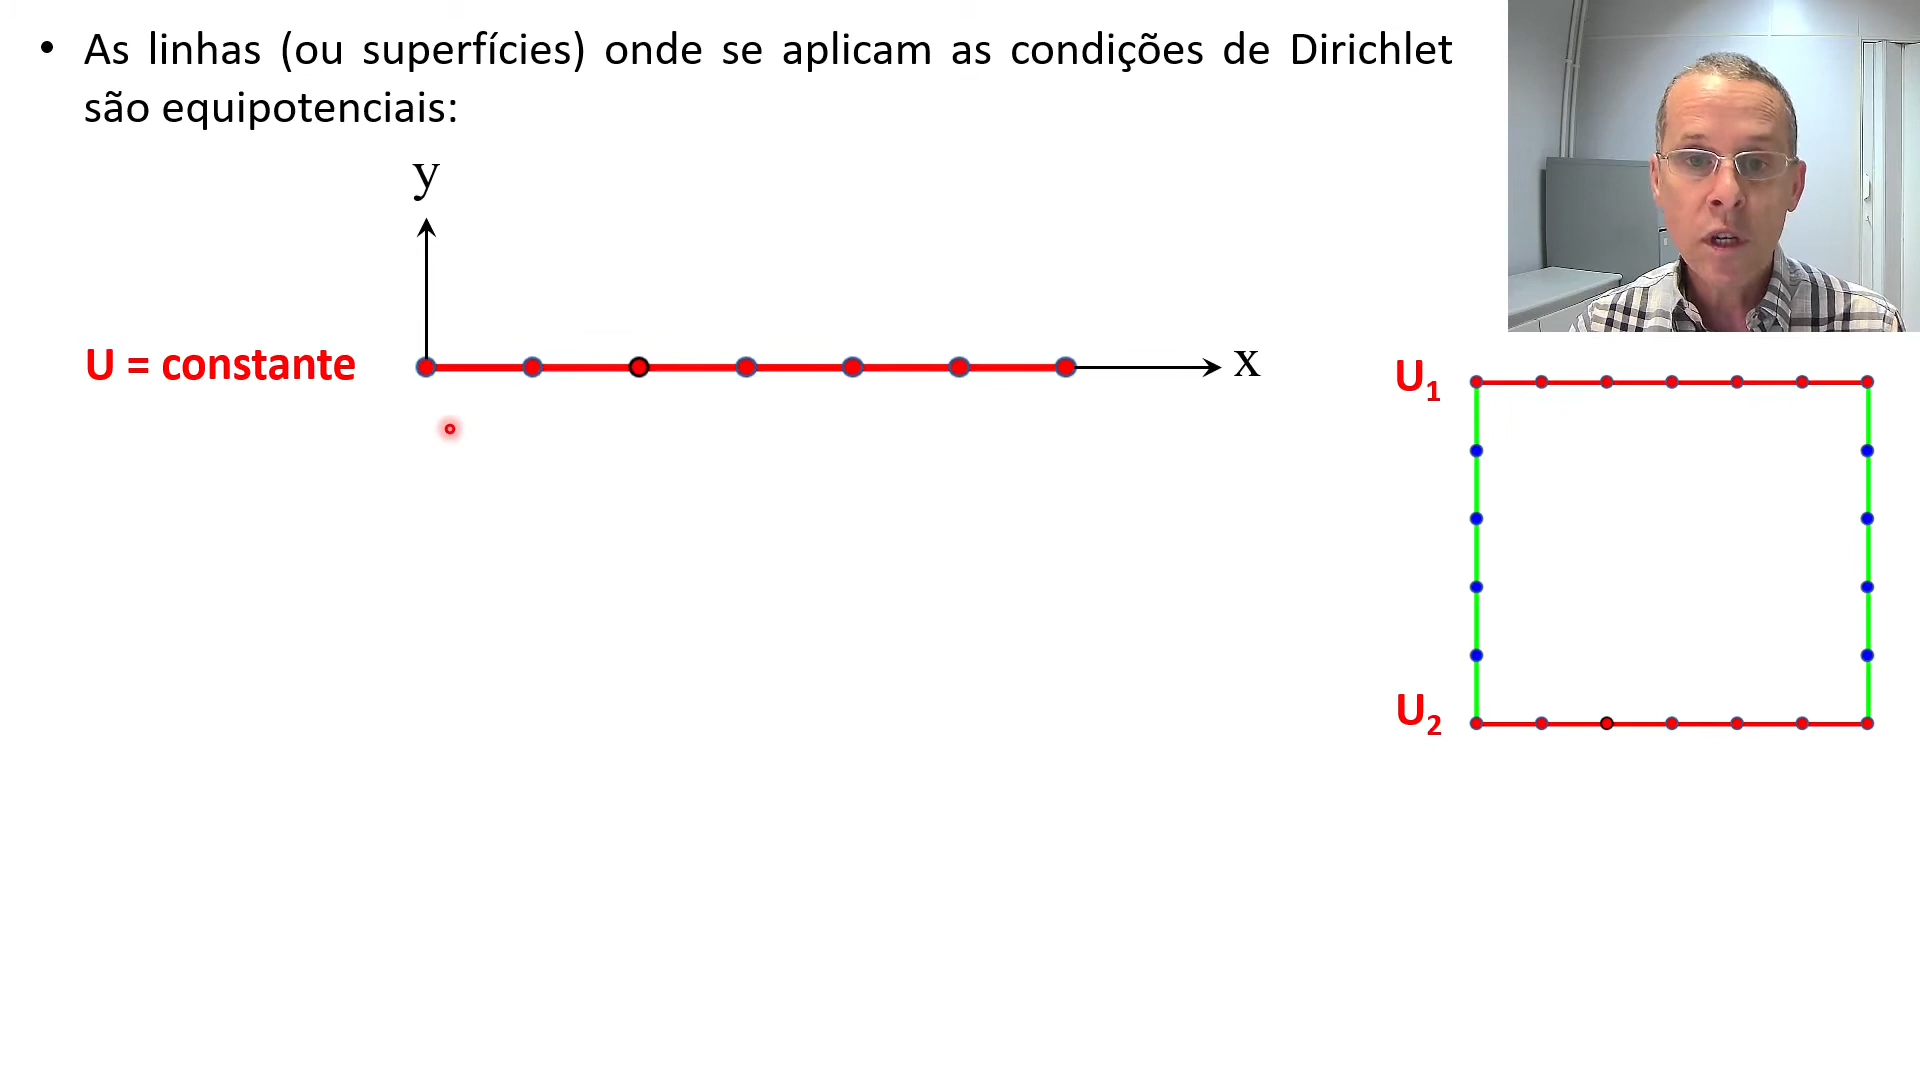 • As linhas (ou superfícies) onde se aplicam as condições de Dirichlet
são equipotenciais:
y
U = constante
x
U₁
U₂